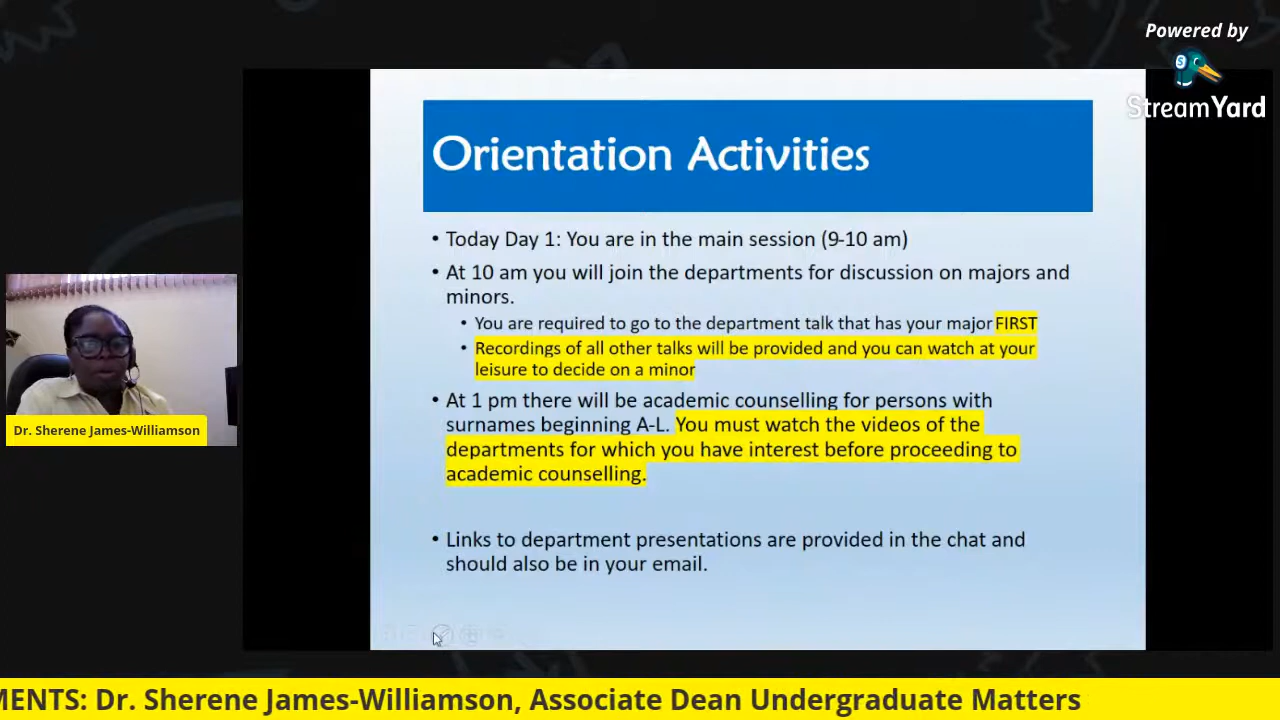 Powered by
StreamYard
Orientation Activities
• Today Day 1: You are in the main session (9-10 am)
• At 10 am you will join the departments for discussion on majors and
minors.
• You are required to go to the department talk that has your major FIRST
• Recordings of all other talks will be provided and you can watch at your
leisure to decide on a minor
• At 1 pm there will be academic counselling for persons with
surnames beginning A-L. You must watch the videos of the
departments for which you have interest before proceeding to
academic counselling.
• Links to department presentations are provided in the chat and
should also be in your email.
Dr. Sherene James-Williamson
MENTS: Dr. Sherene James-Williamson, Associate Dean Undergraduate Matters